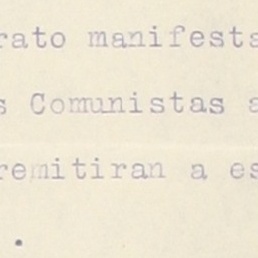 rato manifesta
s Comunistas a
remitiran a es
.